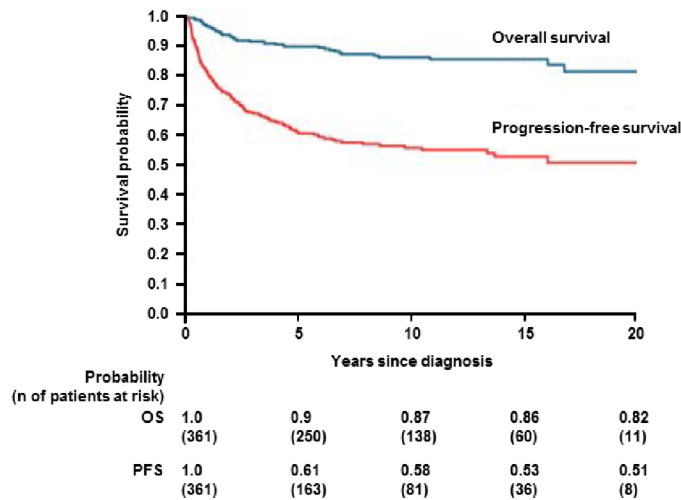 1.0
0.9
0.8
0.7
0.6
0.5
0.4
0.3
0.2
0.1
0.0
Survival probability
Overall survival
Progression-free survival
0 5 10 15 20
Years since diagnosis
Probability
(n of patients at risk)
OS 1.0 0.9 0.87 0.86 0.82
(361) (250) (138) (60) (11)
PFS 1.0 0.61 0.58 0.53 0.51
(361) (163) (81) (36) (8)